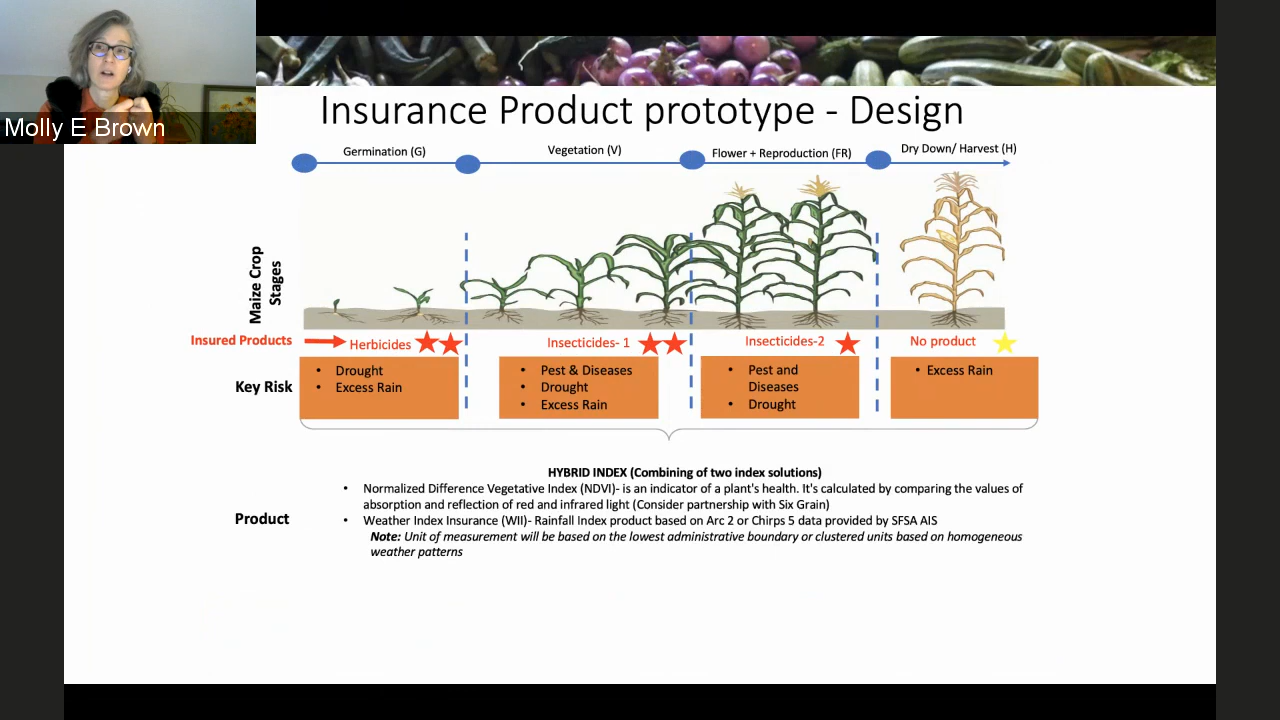 Molly E Brown
Insurance Product prototype - Design
Germination (G)
Vegetation (V)
Flower + Reproduction (FR)
Dry Down/ Harvest (H)
Maize Crop
Stages
Insured Products
Herbicides
Insecticides- 1
Insecticides-2
No product
Key Risk
• Drought
• Excess Rain
• Pest & Diseases
• Drought
• Excess Rain
• Pest and
Diseases
• Drought
• Excess Rain
HYBRID INDEX (Combining of two index solutions)
Product
• Normalized Difference Vegetative Index (NDVI)- is an indicator of a plant's health. It's calculated by comparing the values of
absorption and reflection of red and infrared light (Consider partnership with Six Grain)
• Weather Index Insurance (WII)- Rainfall Index product based on Arc 2 or Chirps 5 data provided by SFSA AIS
Note: Unit of measurement will be based on the lowest administrative boundary or clustered units based on homogeneous
weather patterns